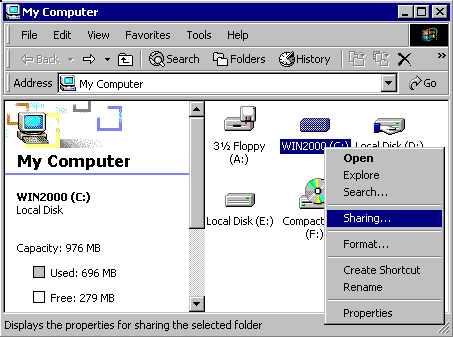 My Computer
File Edit View Favorites Tools Help
Back Search Folders History
Address My Computer Go
My Computer
WIN2000 (C:)
Local Disk
Capacity: 976 MB
Used: 696 MB
Free: 279 MB
3½ Floppy
(A:)
WIN2000 (C:)
Local Disk (D:)
Local Disk (E:)
Compact
(F:)
Open
Explore
Search...
Sharing...
Format...
Create Shortcut
Rename
Properties
Displays the properties for sharing the selected folder